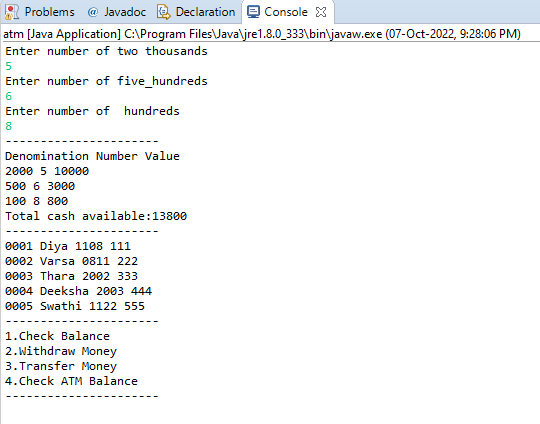 Problems @ Javadoc Declaration Console
atm [Java Application] C:\Program Files\Java\jre1.8.0_333\bin\javaw.exe (07-Oct-2022, 9:28:06 PM)
Enter number of two thousands
5
Enter number of five_hundreds
6
Enter number of  hundreds
8
---------------------
Denomination Number Value
2000 5 10000
500 6 3000
100 8 800
Total cash available:13800
---------------------
0001 Diya 1108 111
0002 Varsa 0811 222
0003 Thara 2002 333
0004 Deeksha 2003 444
0005 Swathi 1122 555
---------------------
1.Check Balance
2.Withdraw Money
3.Transfer Money
4.Check ATM Balance
---------------------